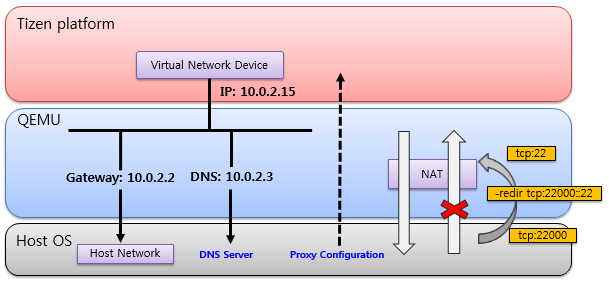 Tizen platform
Virtual Network Device
IP: 10.0.2.15
QEMU
tcp:22
Gateway: 10.0.2.2
DNS: 10.0.2.3
NAT
-redir tcp:22000::22
tcp:22000
Host OS
Host Network
DNS Server
Proxy Configuration